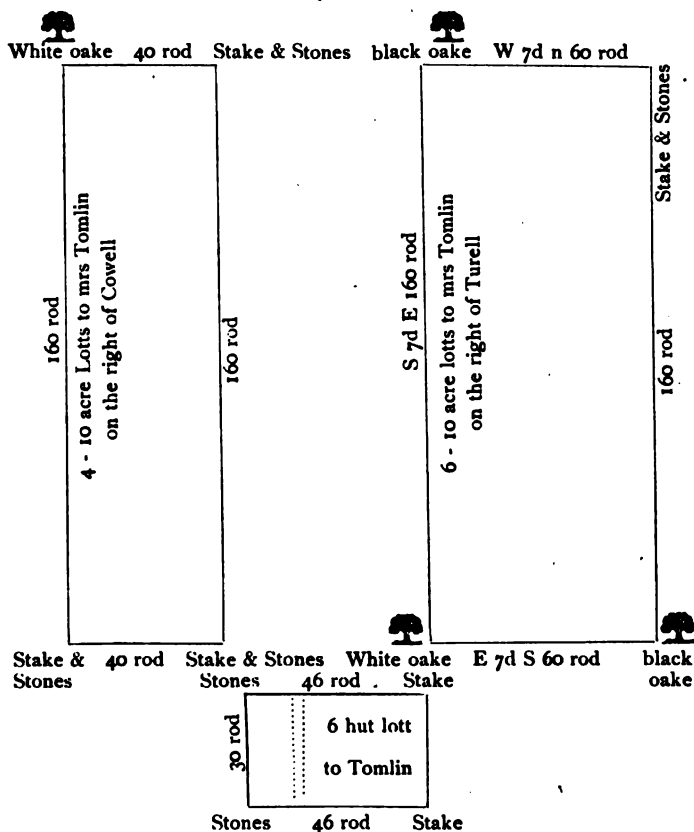 White oake 40 rod Stake & Stones
160 rod
4 - 10 acre Lotts to mrs Tomlin
on the right of Cowell
160 rod
Stake &
Stones
40 rod
Stake & Stones
black oake W 7d n 60 rod
Stake & Stones
S 7d E 160 rod
6 - 10 acre lotts to mrs Tomlin
on the right of Turell
160 rod
White oake E 7d S 60 rod
black
oake
Stones 46 rod Stake
30 rod
6 hut lott
to Tomlin
Stones 46 rod Stake